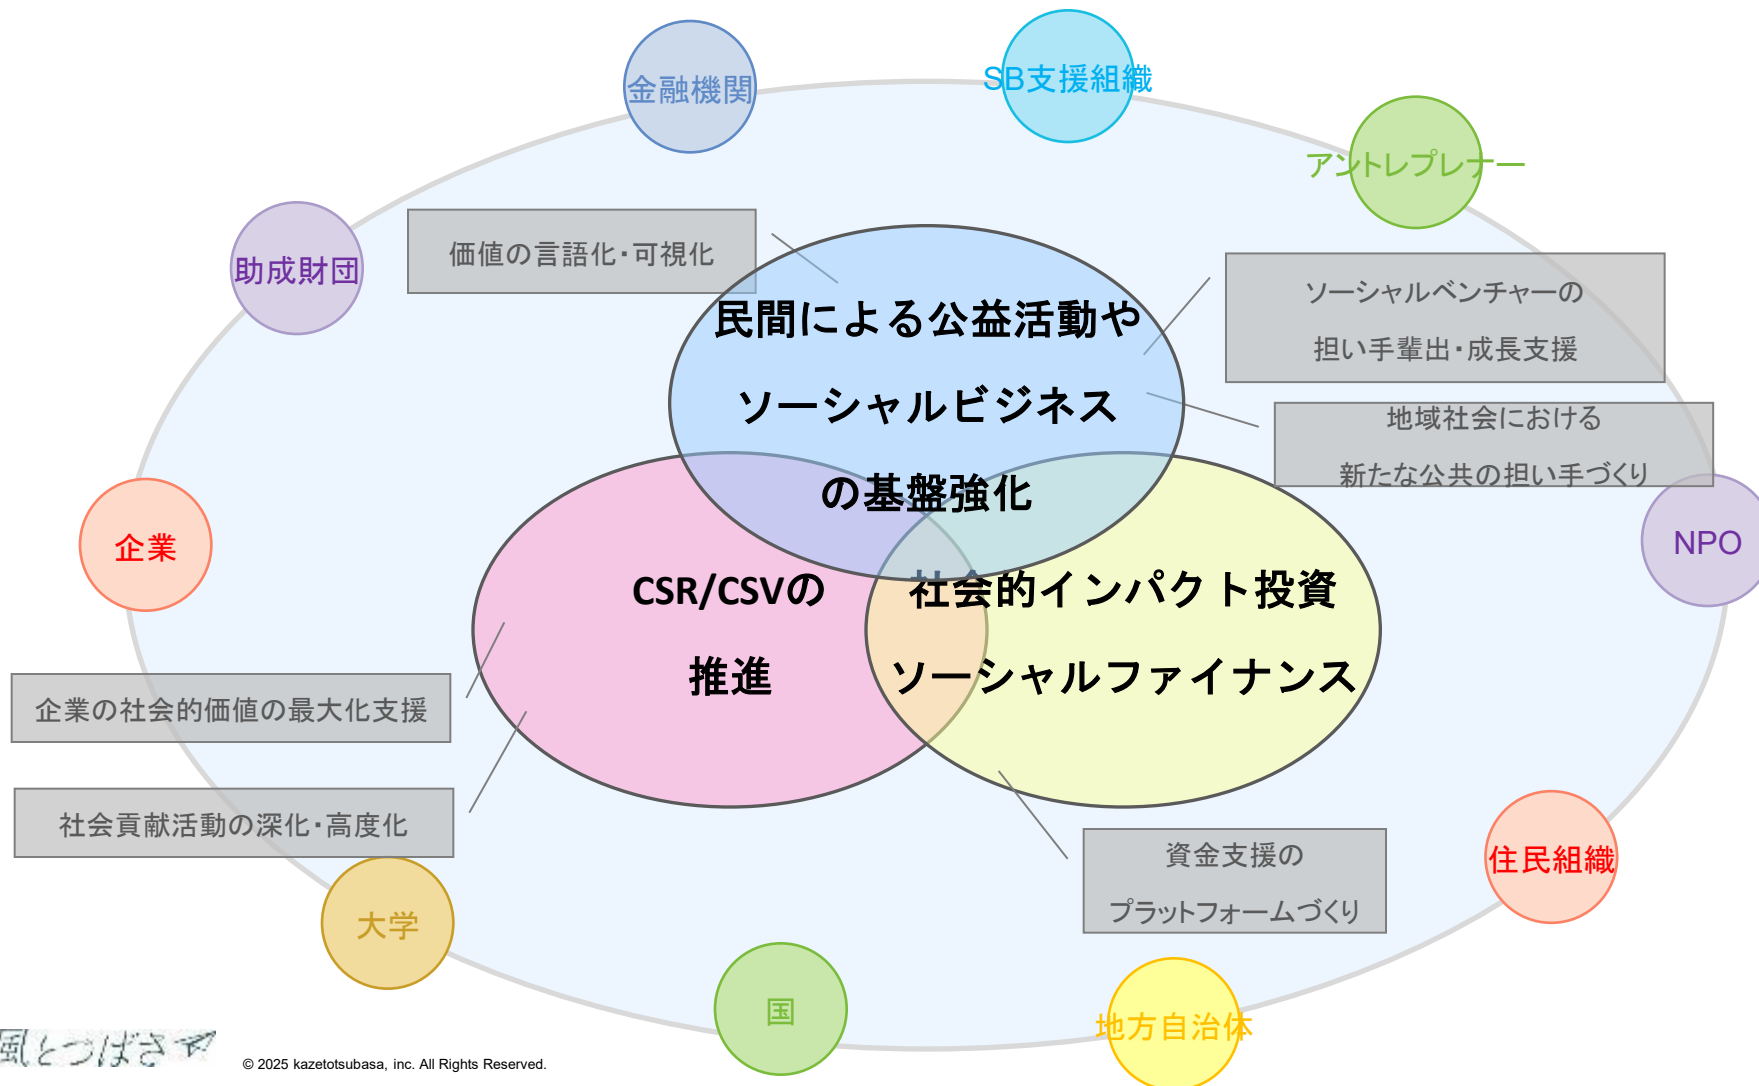 SB支援組織
金融機関
アントレプレナー
助成財団
価値の言語化・可視化
ソーシャルベンチャーの
担い手輩出・成長支援
民間による公益活動や
ソーシャルビジネス
の基盤強化
地域社会における
新たな公共の担い手づくり
企業
NPO
CSR/CSVの
推進
社会的インパクト投資
ソーシャルファイナンス
企業の社会的価値の最大化支援
社会貢献活動の深化・高度化
資金支援の
プラットフォームづくり
住民組織
大学
国
地方自治体
風とつばさ
© 2025 kazetotsubasa, inc. All Rights Reserved.